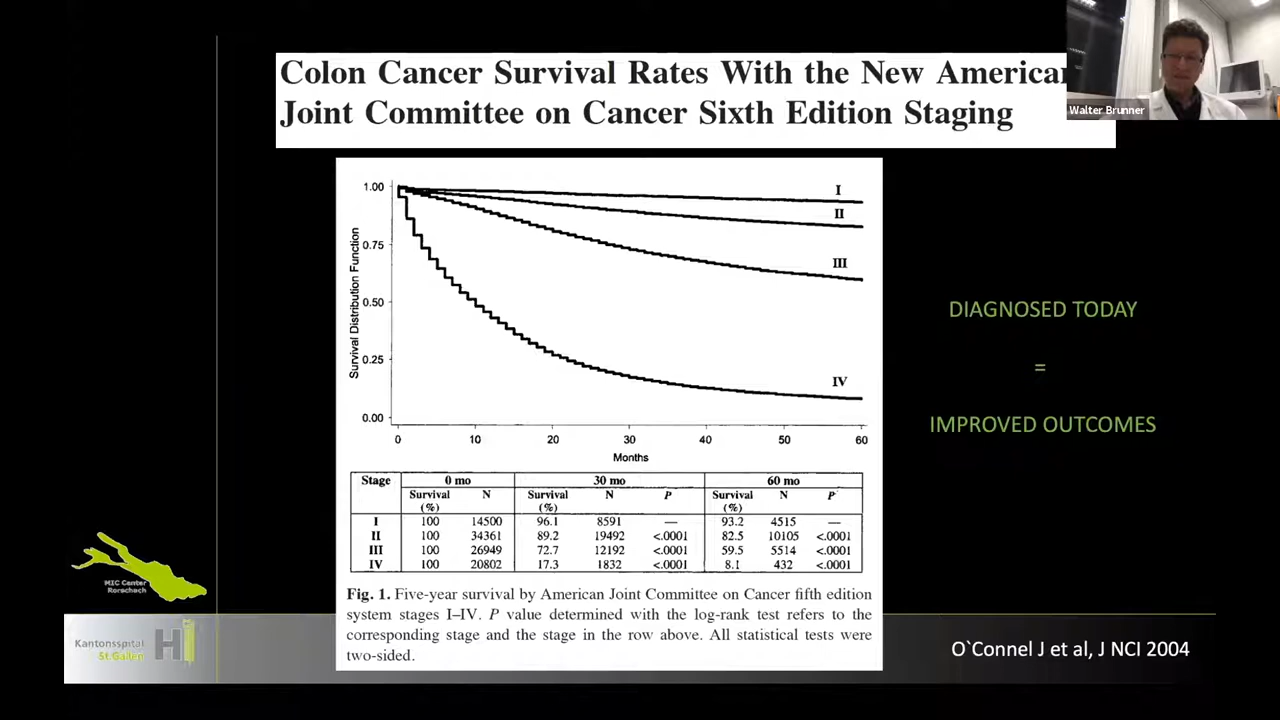 Colon Cancer Survival Rates With the New American
Joint Committee on Cancer Sixth Edition Staging
Walter Brunner
1.00
0.75
0.50
0.25
0.00
Survival Distribution Function
I
II
III
IV
0 10 20 30 40 50 60
Months
Stage 0 mo 30 mo 60 mo
Survival (%) N Survival (%) N P Survival (%) N P
I 100 14500 96.1 8591 — 93.2 4515 —
II 100 34361 89.2 19492 <.0001 82.5 10105 <.0001
III 100 26949 72.7 12192 <.0001 59.5 5514 <.0001
IV 100 20802 17.3 1832 <.0001 8.1 432 <.0001
Fig. 1. Five-year survival by American Joint Committee on Cancer fifth edition
system stages I–IV. P value determined with the log-rank test refers to the
corresponding stage and the stage in the row above. All statistical tests were
two-sided.
DIAGNOSED TODAY
=
IMPROVED OUTCOMES
MIC Center
Rorschach
Kantonsspital
St.Gallen
O`Connel J et al, J NCI 2004